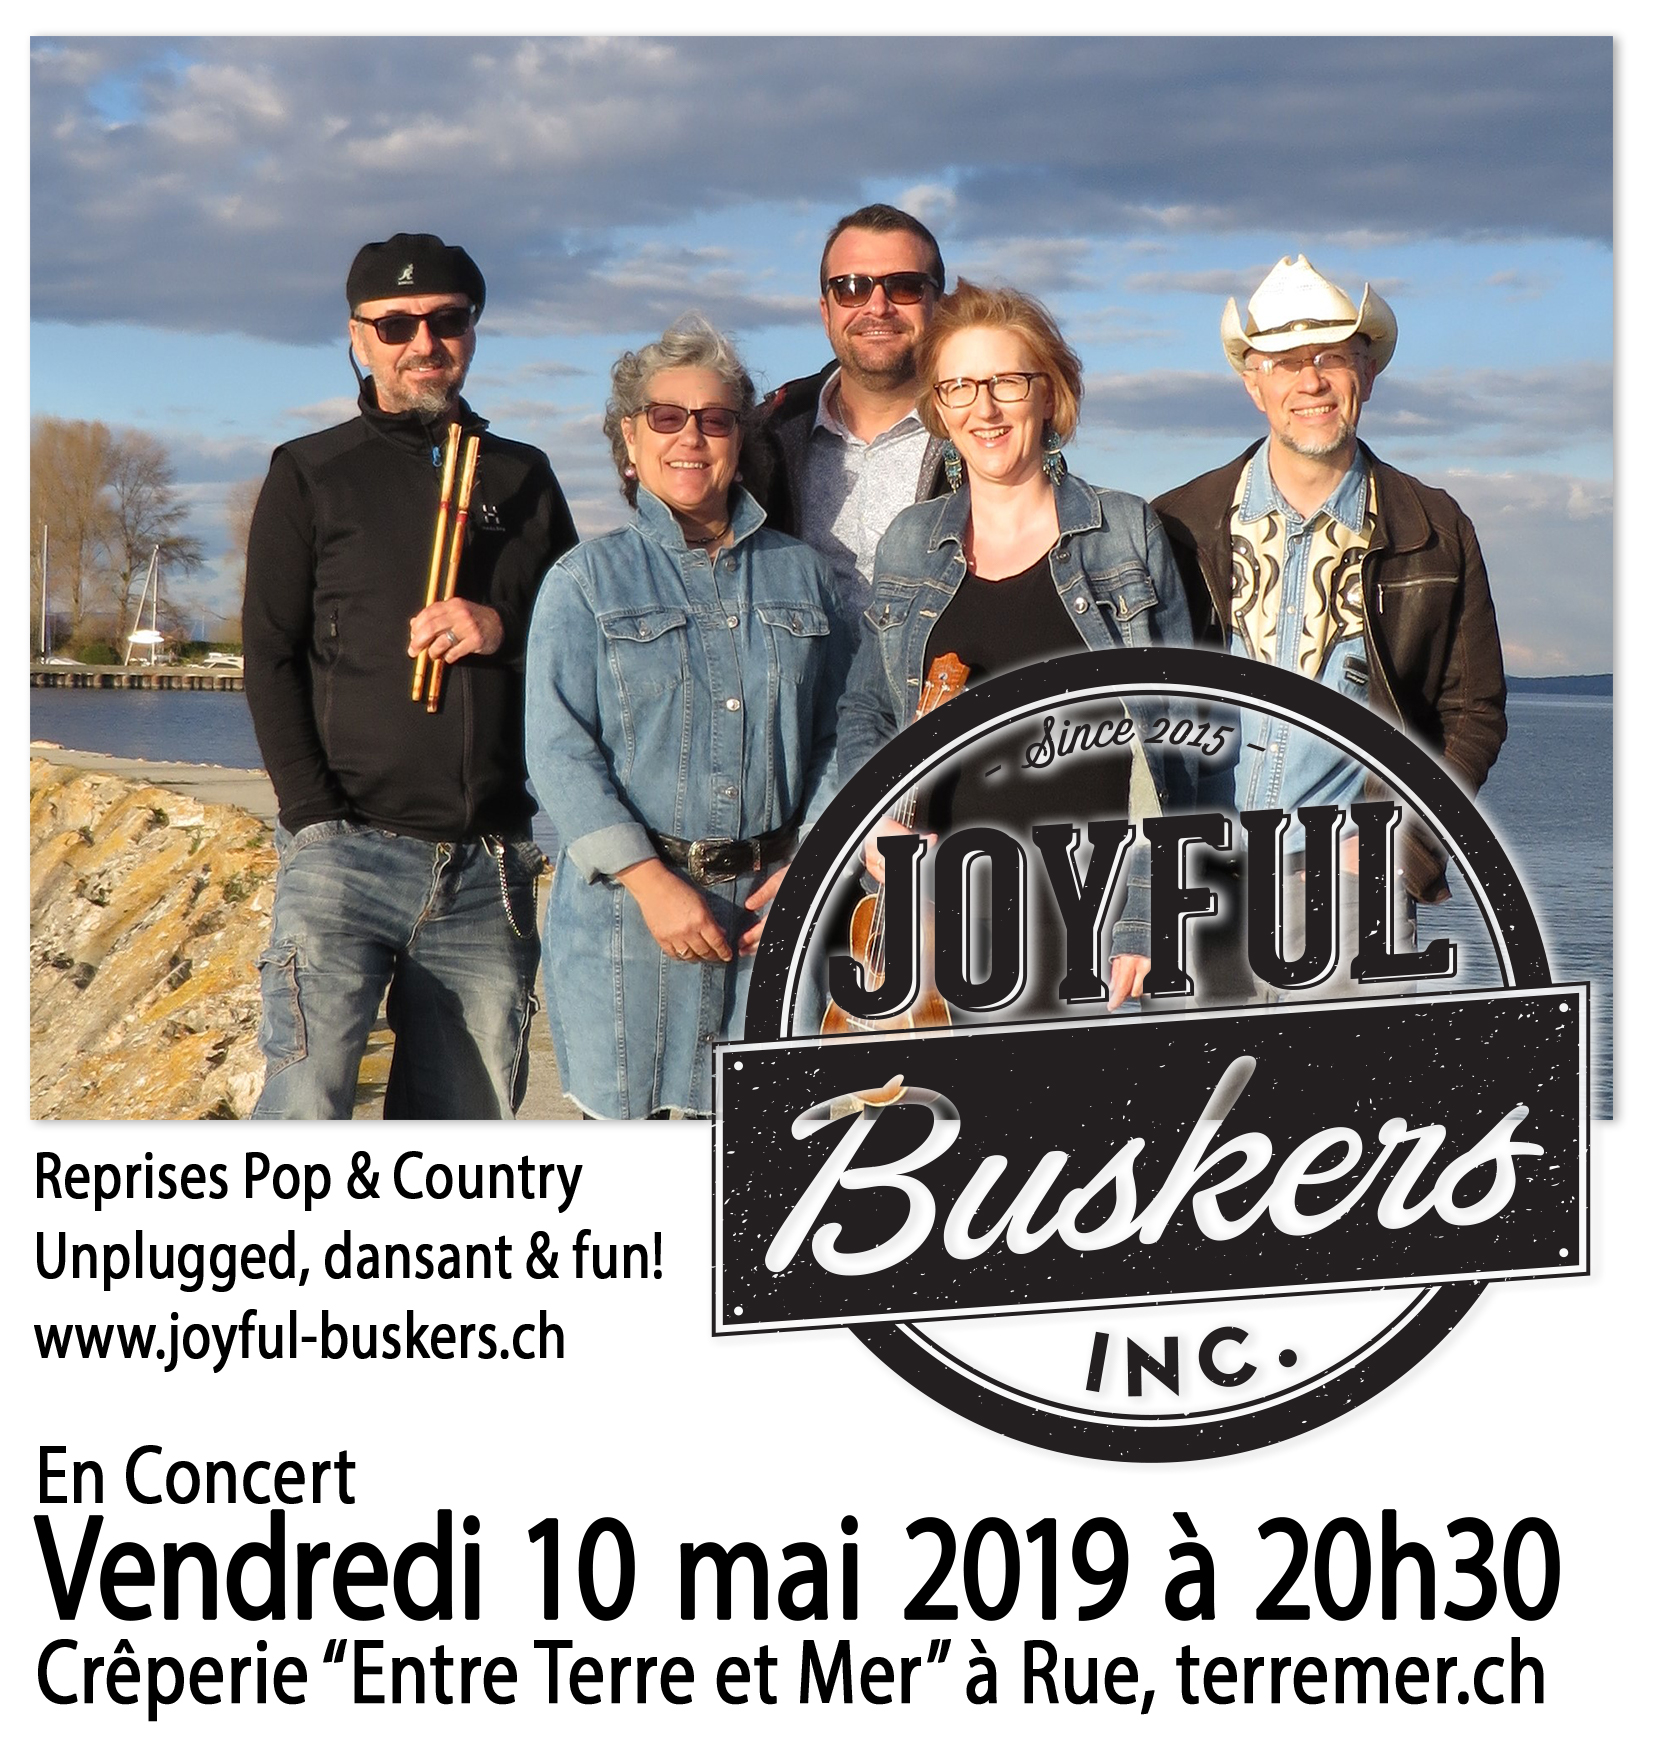 - Since 2015 -
JOYFUL
Buskers
INC.
Reprises Pop & Country
Unplugged, dansant & fun!
www.joyful-buskers.ch
En Concert
Vendredi 10 mai 2019 à 20h30
Crêperie “Entre Terre et Mer” à Rue, terremer.ch